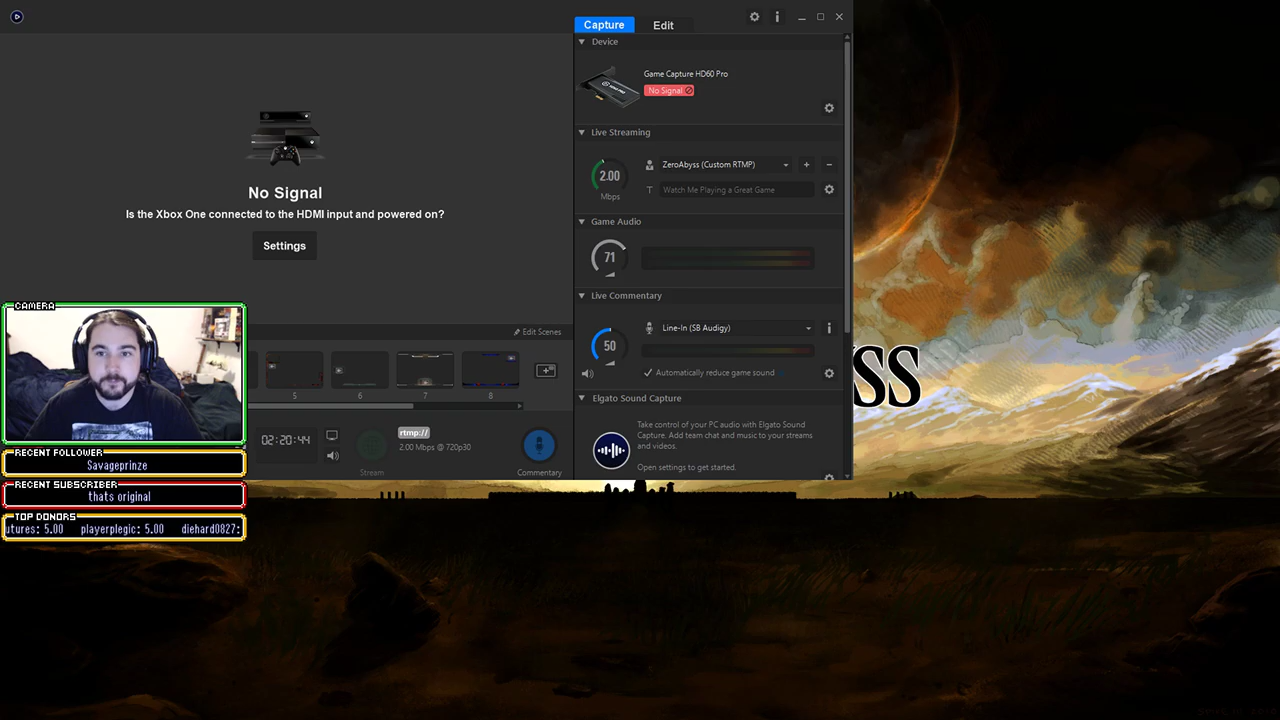 Capture
Edit
Device
Game Capture HD60 Pro
No Signal
Live Streaming
2.00
Mbps
ZeroAbyss (Custom RTMP)
Watch Me Playing a Great Game
Game Audio
71
Live Commentary
50
Line-In (SB Audigy)
Automatically reduce game sound
Elgato Sound Capture
Take control of your PC audio with Elgato Sound
Capture. Add team chat and music to your streams
and videos.
Open settings to get started.
No Signal
Is the Xbox One connected to the HDMI input and powered on?
Settings
Edit Scenes
5
6
7
8
02:20:44
Stream
rtmp://
2.00 Mbps @ 720p30
Commentary
CAMERA
RECENT FOLLOWER
Savageprinze
RECENT SUBSCRIBER
thats original
TOP DONORS
utures: 5.00 playerplegic: 5.00 diehard0827:
SS